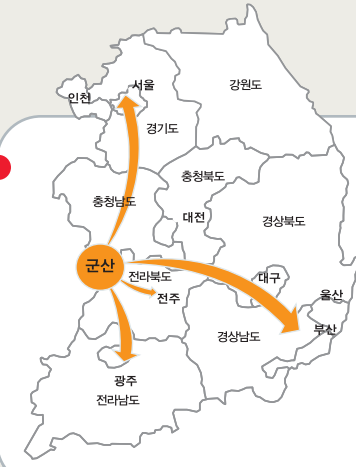 서울
강원도
인천
경기도
충청북도
충청남도
대전
경상북도
군산
전라북도
대구
전주
울산
부산
경상남도
광주
전라남도